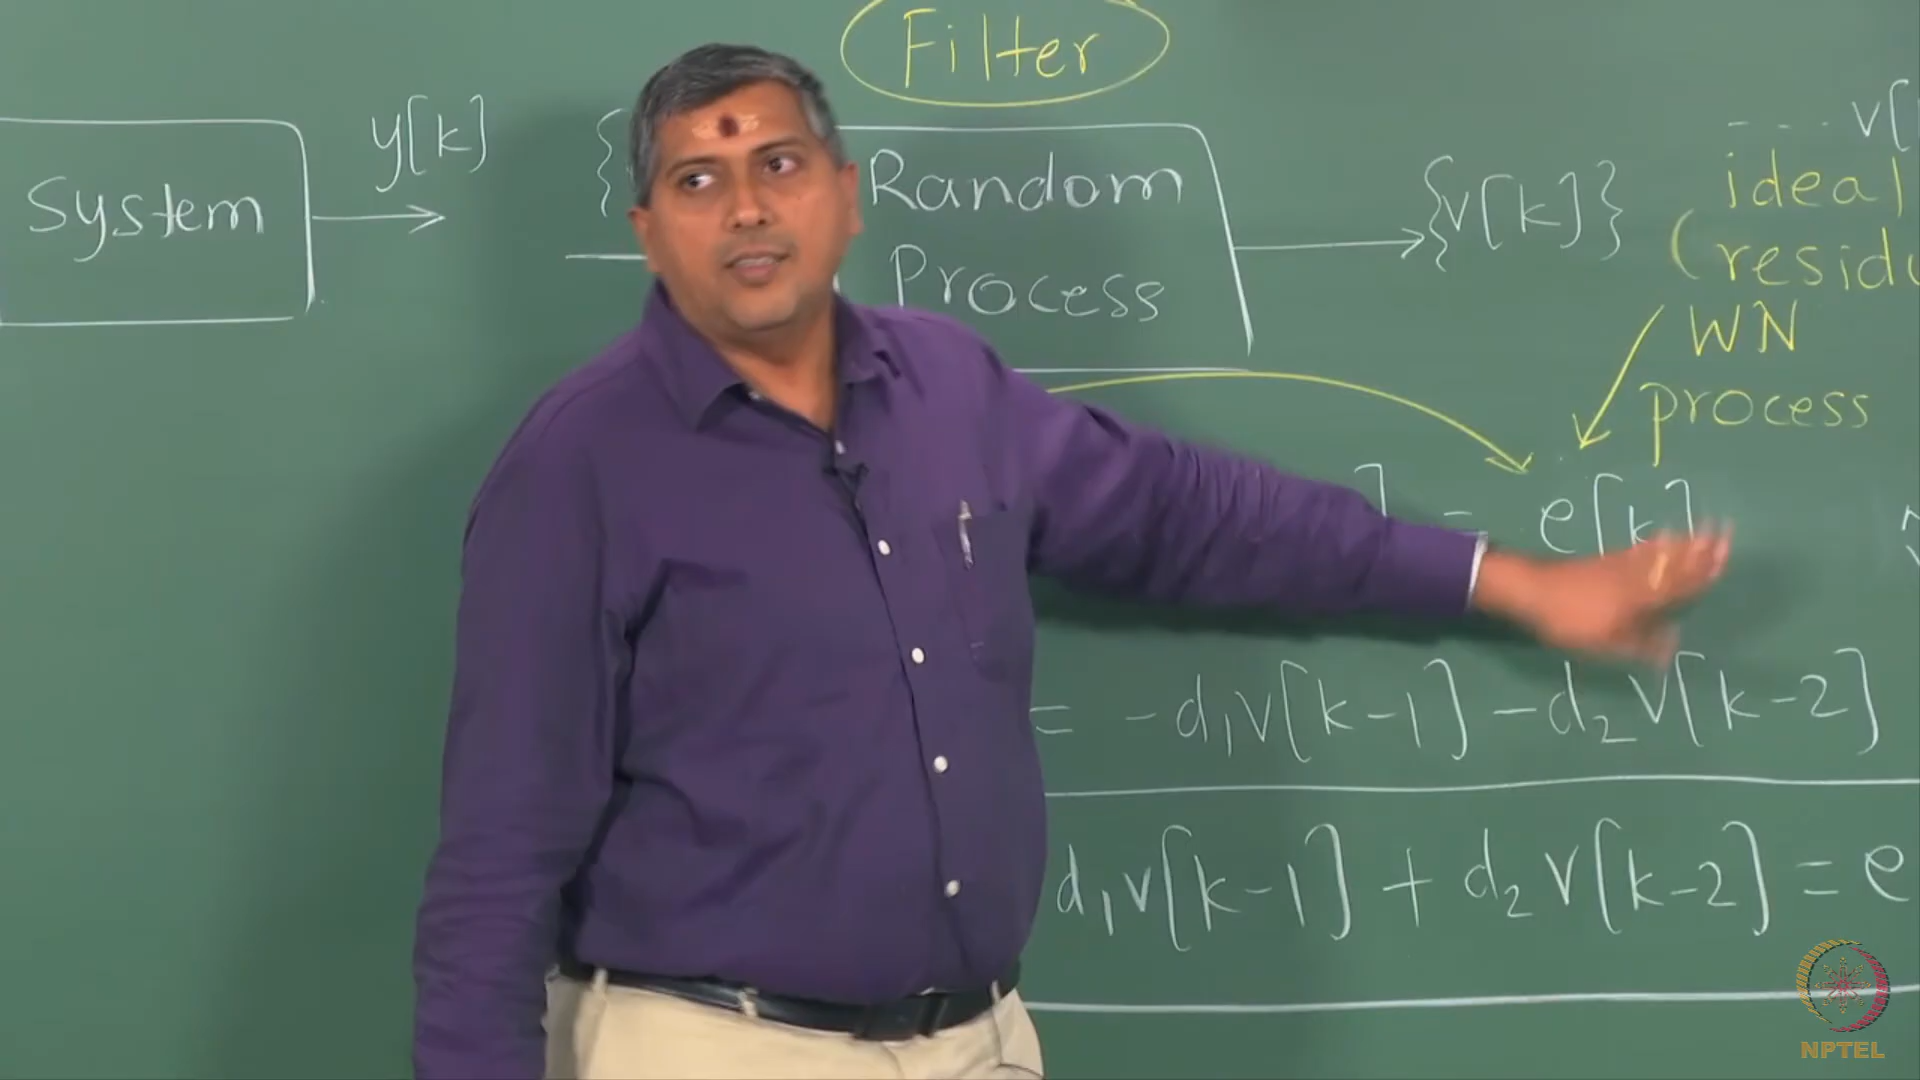 Filter
y[k]
System
{
Random
Process
{v[k]}
---- v[
ideal
(residu
WN
process
] = e[k]
= -d₁v[k-1] - d₂v[k-2]
d₁v[k-1] + d₂v[k-2] = e
NPTEL